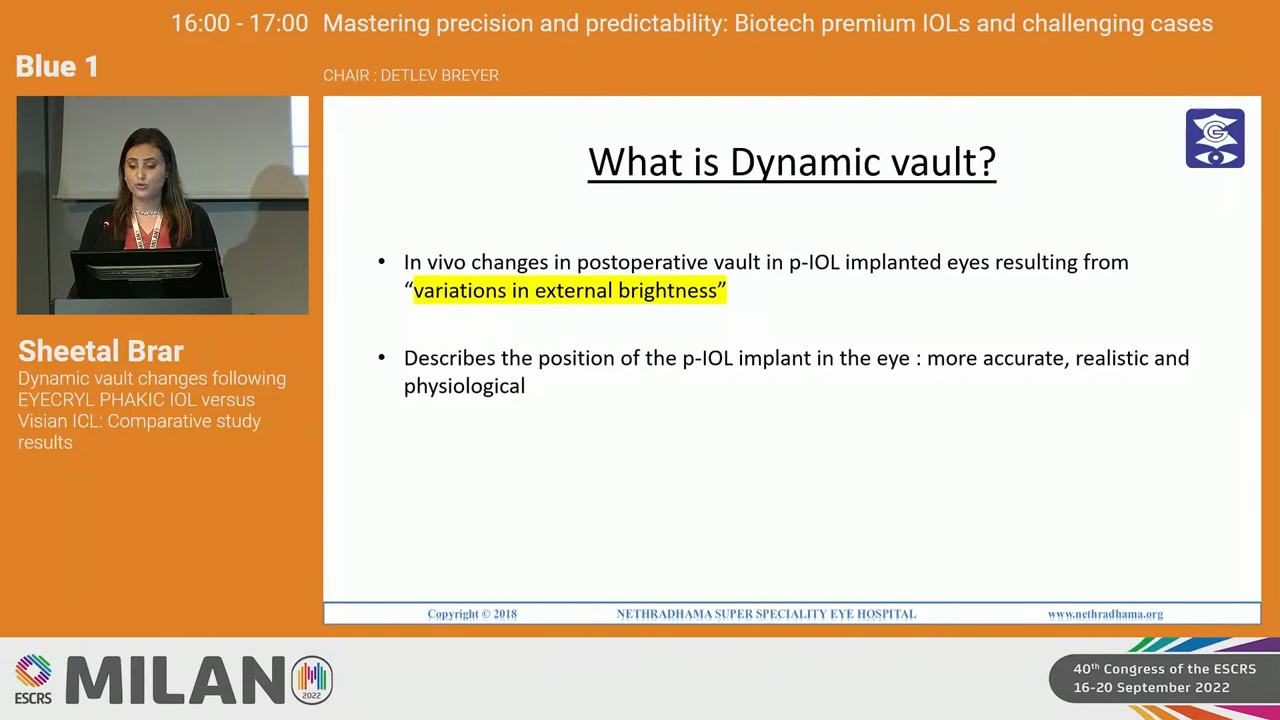 16:00 - 17:00 Mastering precision and predictability: Biotech premium IOLs and challenging cases
Blue 1
CHAIR : DETLEV BREYER
What is Dynamic vault?
• In vivo changes in postoperative vault in p-IOL implanted eyes resulting from
“variations in external brightness”
• Describes the position of the p-IOL implant in the eye : more accurate, realistic and
physiological
Sheetal Brar
Dynamic vault changes following
EYECRYL PHAKIC IOL versus
Visian ICL: Comparative study
results
Copyright © 2018 NETHRADHAMA SUPER SPECIALITY EYE HOSPITAL www.nethradhama.org
ESCRS
MILANO
2022
40th Congress of the ESCRS
16-20 September 2022